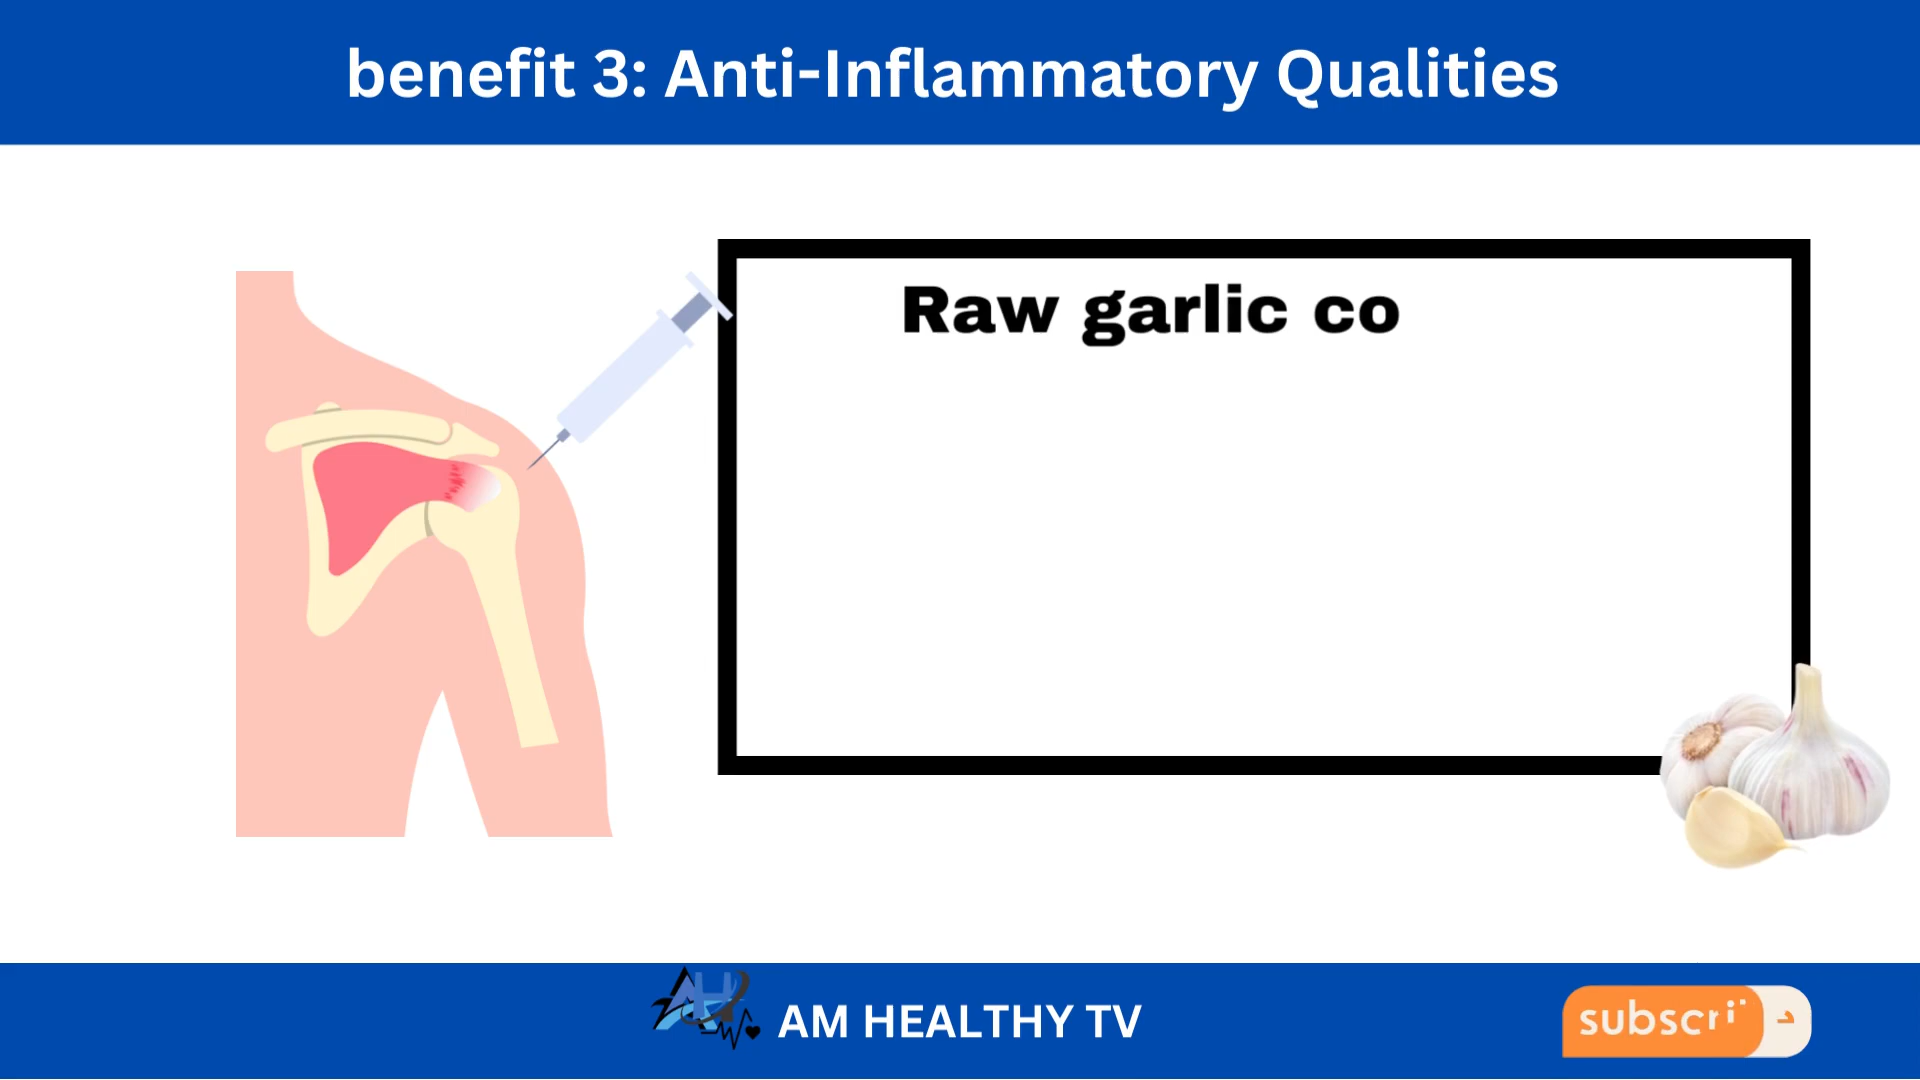 benefit 3: Anti-Inflammatory Qualities
Raw garlic co
AM HEALTHY TV
subscri